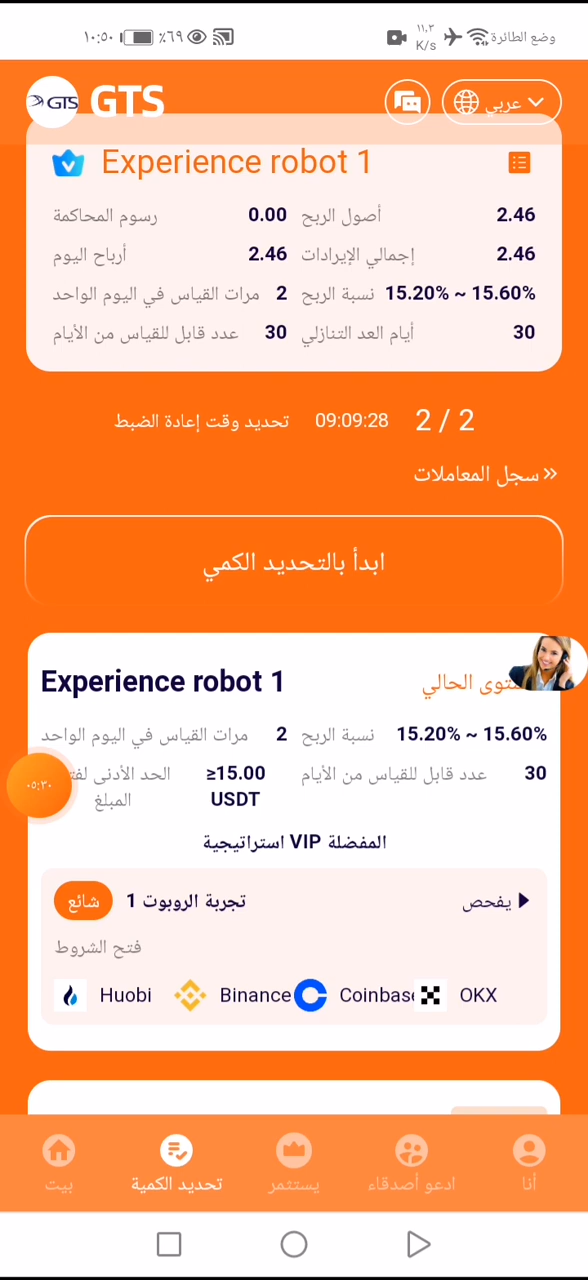 ١٠:٥٠ ٪٦٩ ١١,٣ K/s وضع الطائرة
GTS GTS عربي
Experience robot 1
رسوم المحاكمة 0.00 أصول الربح 2.46
أرباح اليوم 2.46 إجمالي الإيرادات 2.46
مرات القياس في اليوم الواحد 2 نسبة الربح 15.20% ~ 15.60%
عدد قابل للقياس من الأيام 30 أيام العد التنازلي 30
تحديد وقت إعادة الضبط 09:09:28 2 / 2
سجل المعاملات
ابدأ بالتحديد الكمي
Experience robot 1 الحالي
مرات القياس في اليوم الواحد 2 نسبة الربح 15.20% ~ 15.60%
الحد الأدنى المبلغ ≥15.00 USDT عدد قابل للقياس من الأيام 30
٠٥:٣٠
المفضلة VIP استراتيجية
شائع تجربة الروبوت 1 يفحص
فتح الشروط
Huobi Binance Coinbase OKX
بيت تحديد الكمية يستثمر ادعو أصدقاء أنا